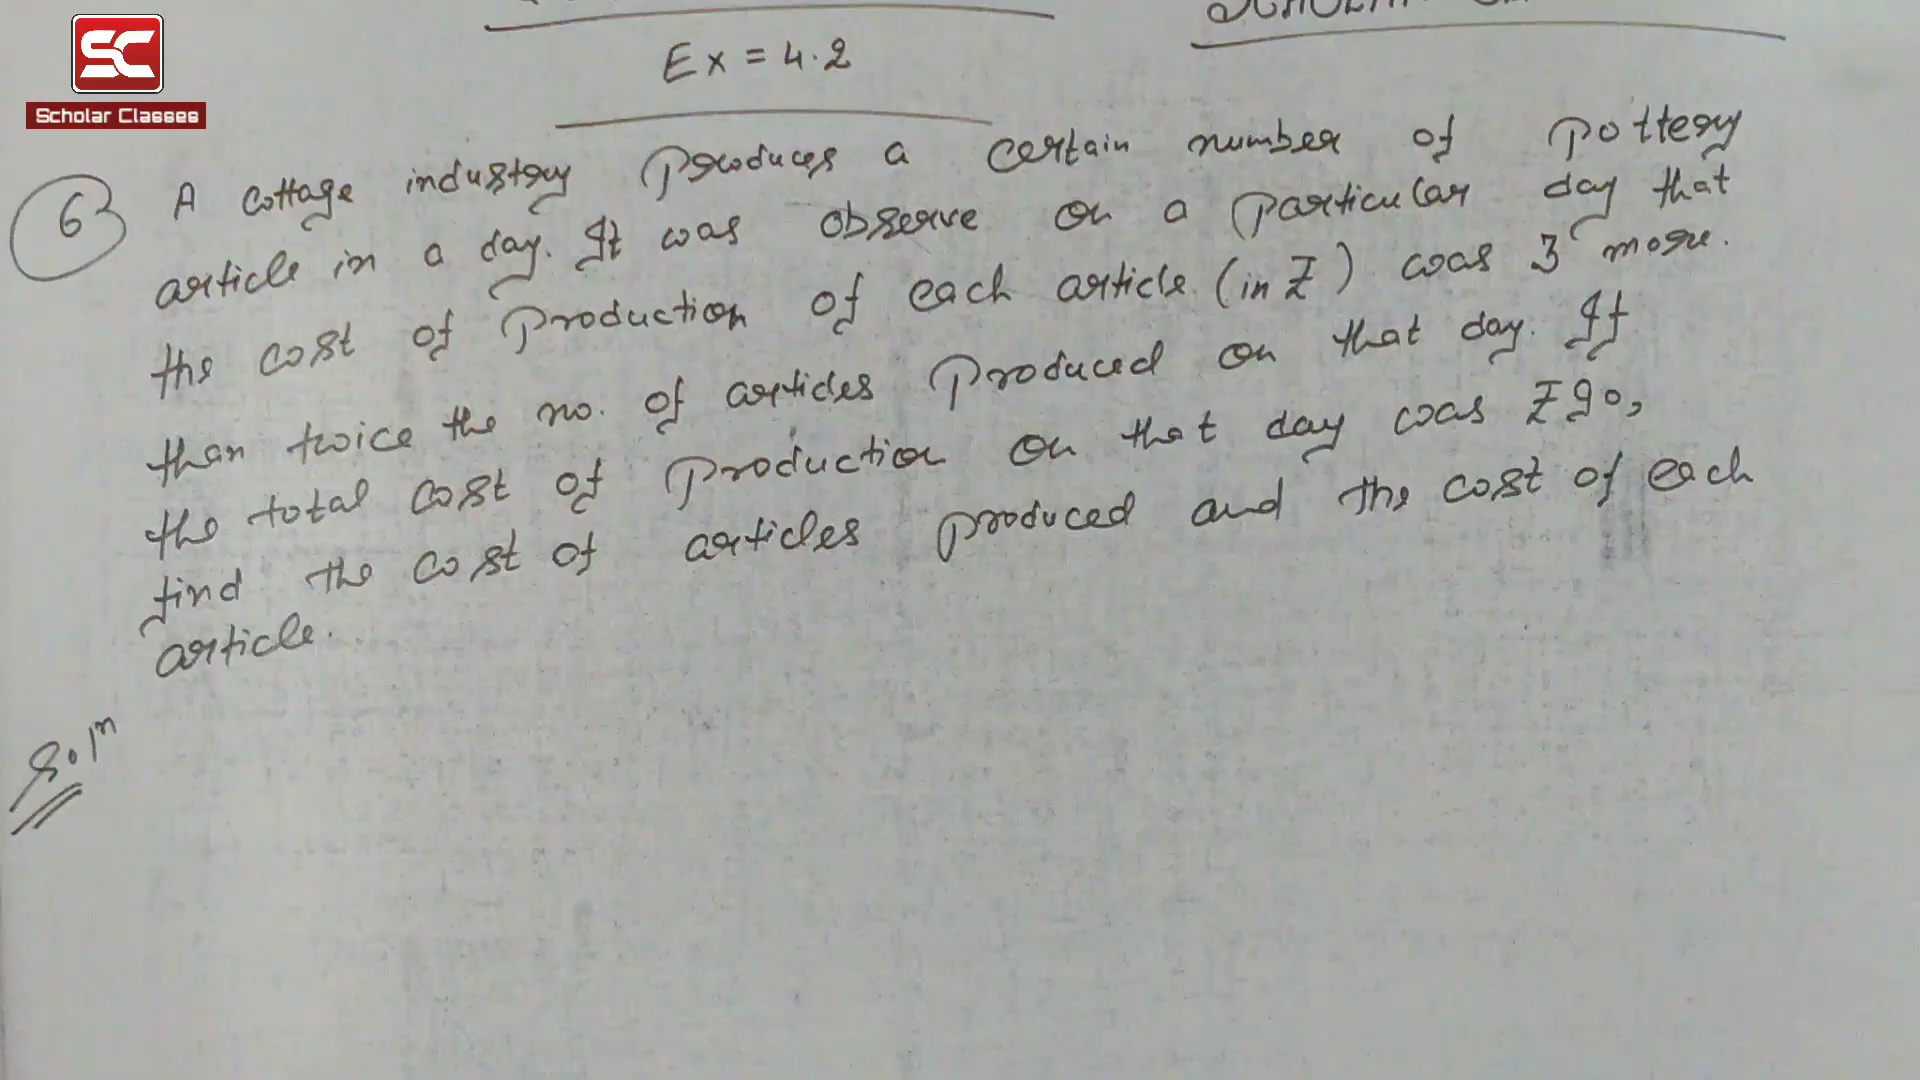 SC
Scholar Classes
Ex = 4.2
6 A cottage industry produces a certain number of pottery
article in a day. It was observe on a particular day that
the cost of production of each article (in ₹) was 3 more.
than twice the no. of articles produced on that day. If
the total cost of production on that day was ₹90,
find the cost of articles produced and the cost of each
article.
Soln